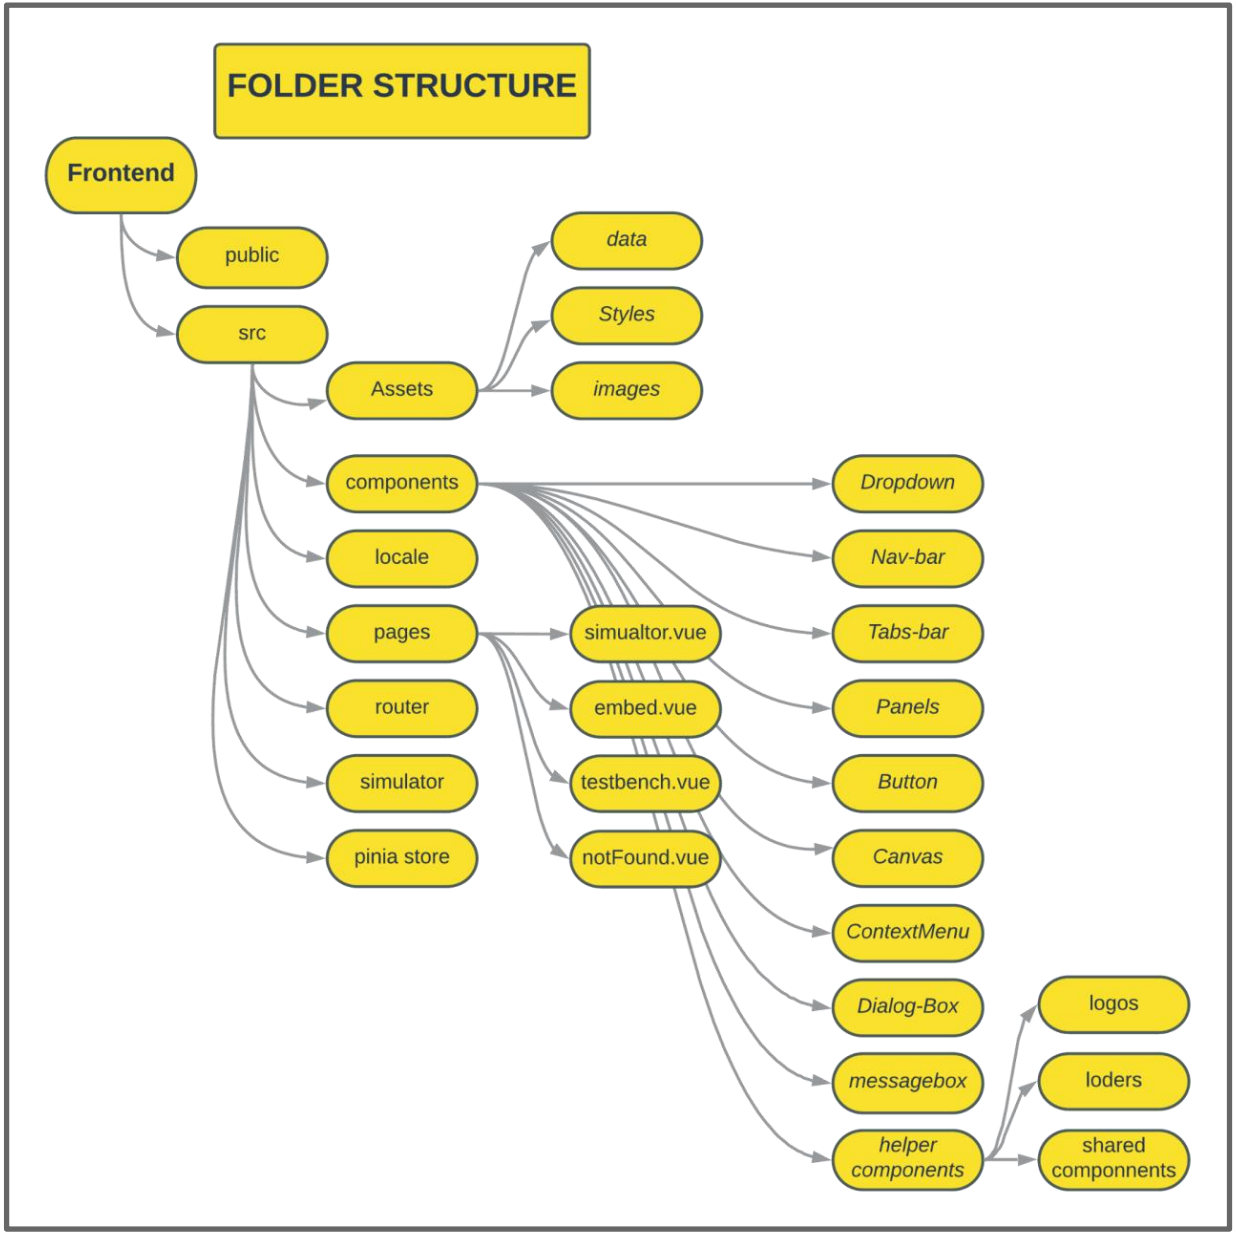 FOLDER STRUCTURE
Frontend
public
src
Assets
data
Styles
images
components
Dropdown
Nav-bar
Tabs-bar
Panels
Button
Canvas
ContextMenu
Dialog-Box
messagebox
helper
components
logos
loders
shared
componnents
locale
pages
simualtor.vue
embed.vue
testbench.vue
notFound.vue
router
simulator
pinia store